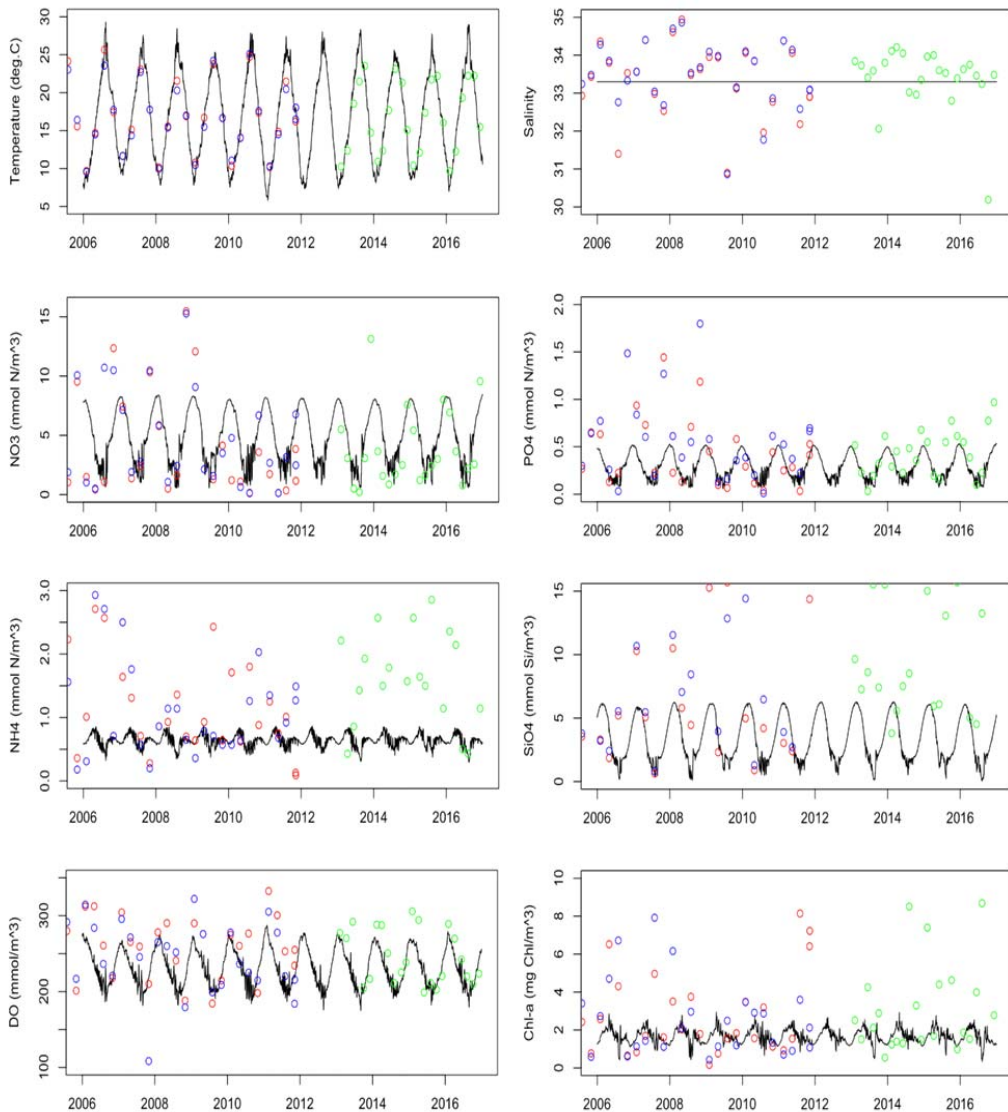 Temperature (deg.C)
5 10 15 20 25 30
2006 2008 2010 2012 2014 2016
Salinity
30 31 32 33 34 35
2006 2008 2010 2012 2014 2016
NO3 (mmol N/m^3)
0 5 10 15
2006 2008 2010 2012 2014 2016
PO4 (mmol N/m^3)
0.0 0.5 1.0 1.5 2.0
2006 2008 2010 2012 2014 2016
NH4 (mmol N/m^3)
0.0 1.0 2.0 3.0
2006 2008 2010 2012 2014 2016
SiO4 (mmol Si/m^3)
0 5 10 15
2006 2008 2010 2012 2014 2016
DO (mmol/m^3)
100 200 300
2006 2008 2010 2012 2014 2016
Chl-a (mg Chl/m^3)
0 2 4 6 8 10
2006 2008 2010 2012 2014 2016